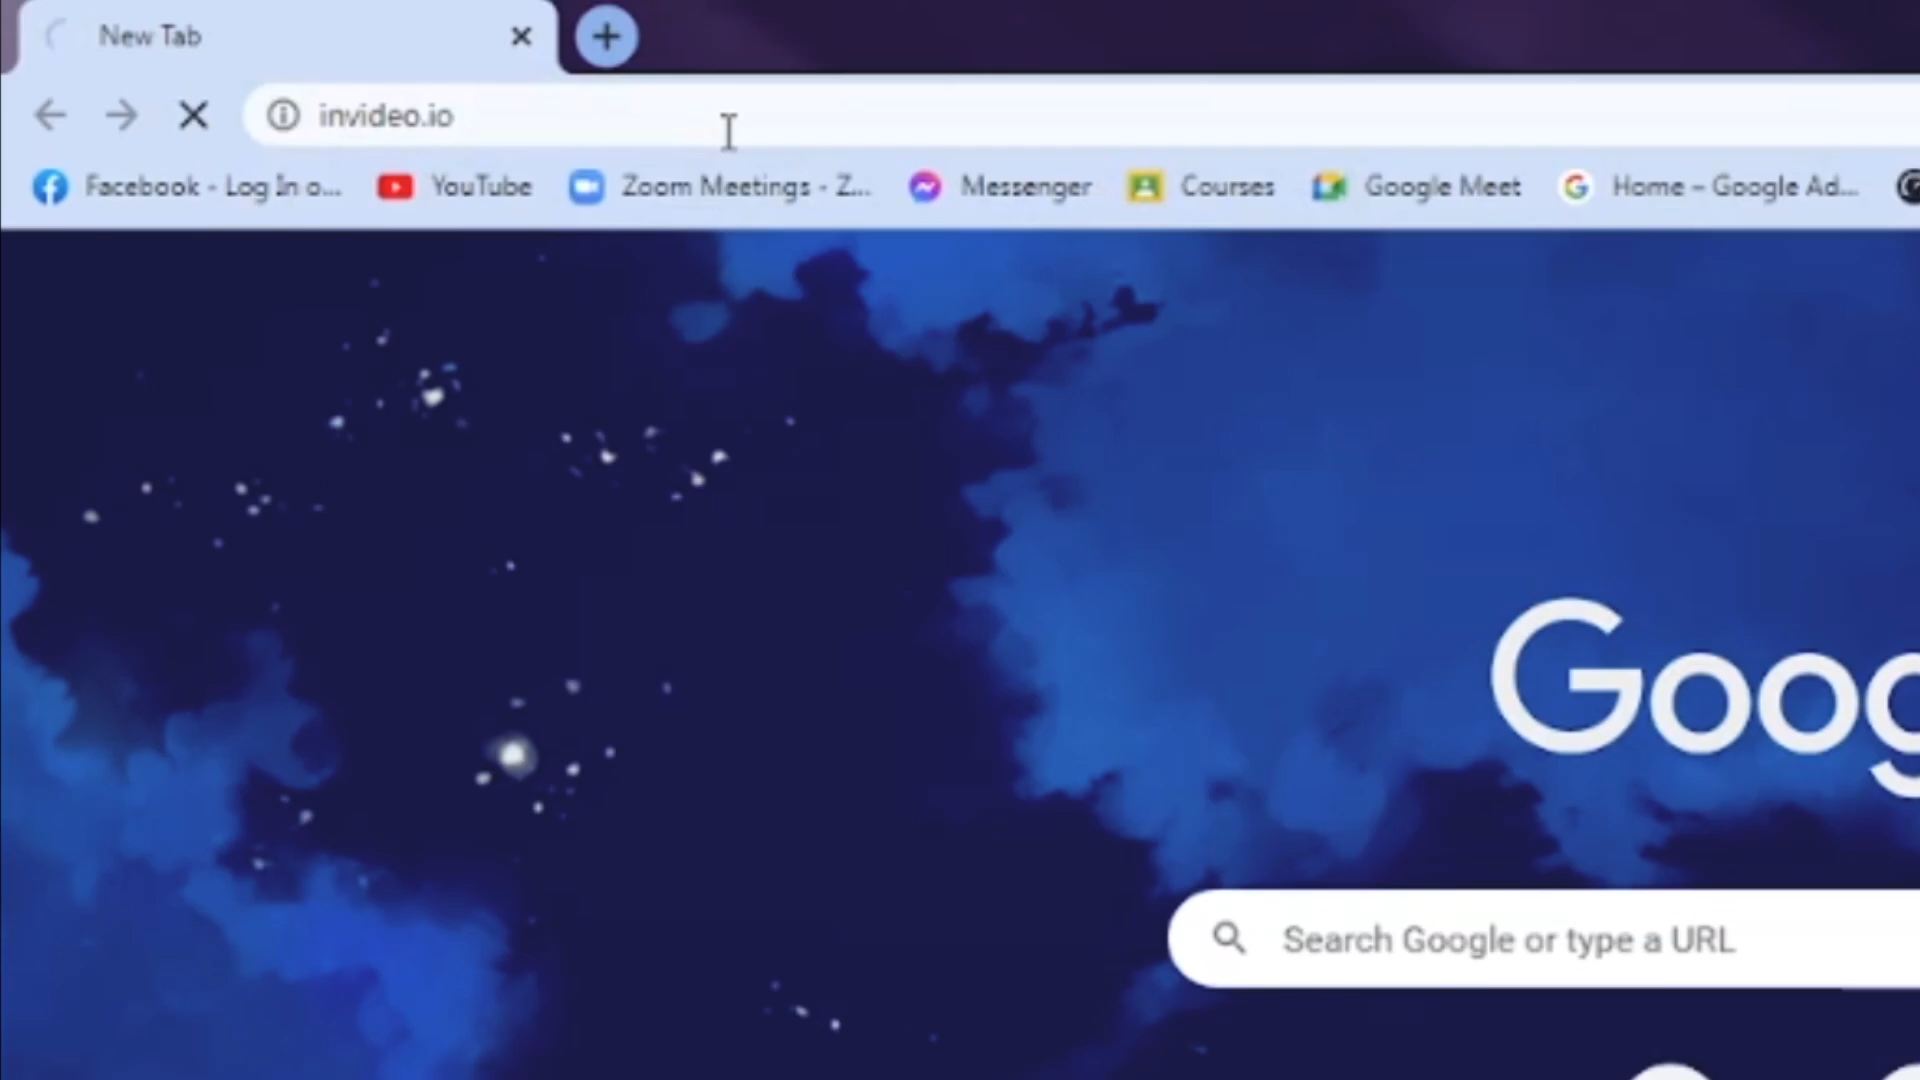 New Tab
invideo.io
Facebook - Log In o... YouTube Zoom Meetings - Z... Messenger Courses Google Meet Home – Google Ad...
Goog
Search Google or type a URL